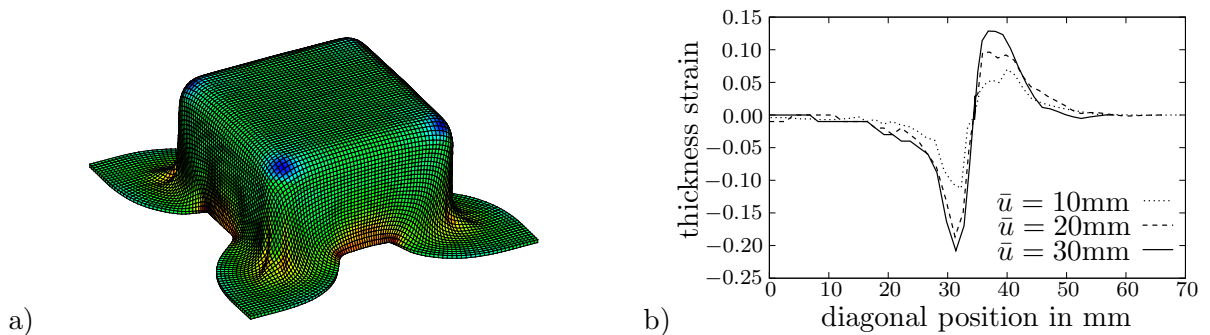 a)
b)
thickness strain
0.15
0.10
0.05
0.00
−0.05
−0.10
−0.15
−0.20
−0.25
ū = 10mm
ū = 20mm
ū = 30mm
0 10 20 30 40 50 60 70
diagonal position in mm